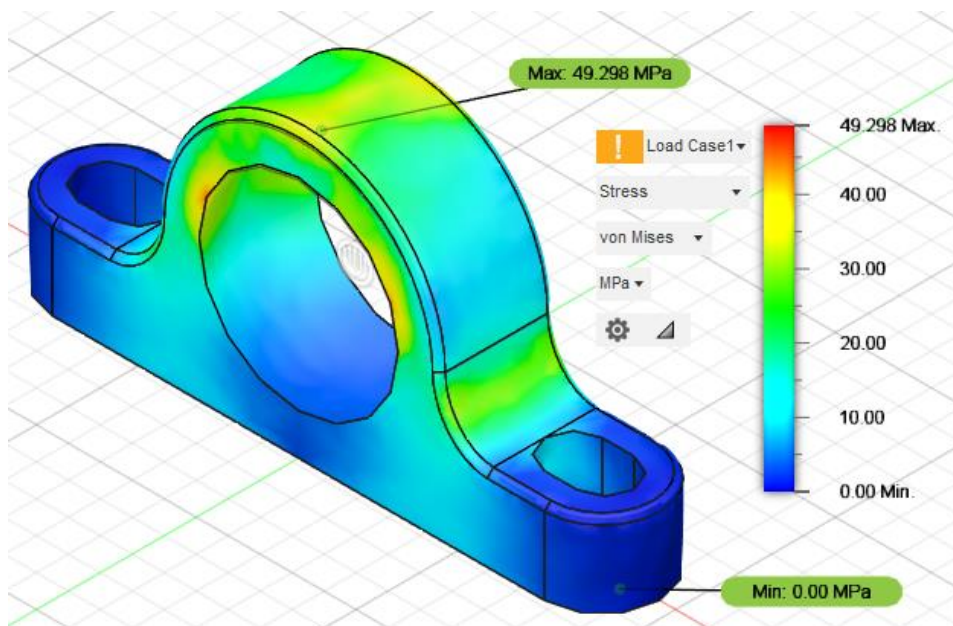 Max: 49.298 MPa
! Load Case1
Stress
von Mises
MPa
49.298 Max.
40.00
30.00
20.00
10.00
0.00 Min.
Min: 0.00 MPa